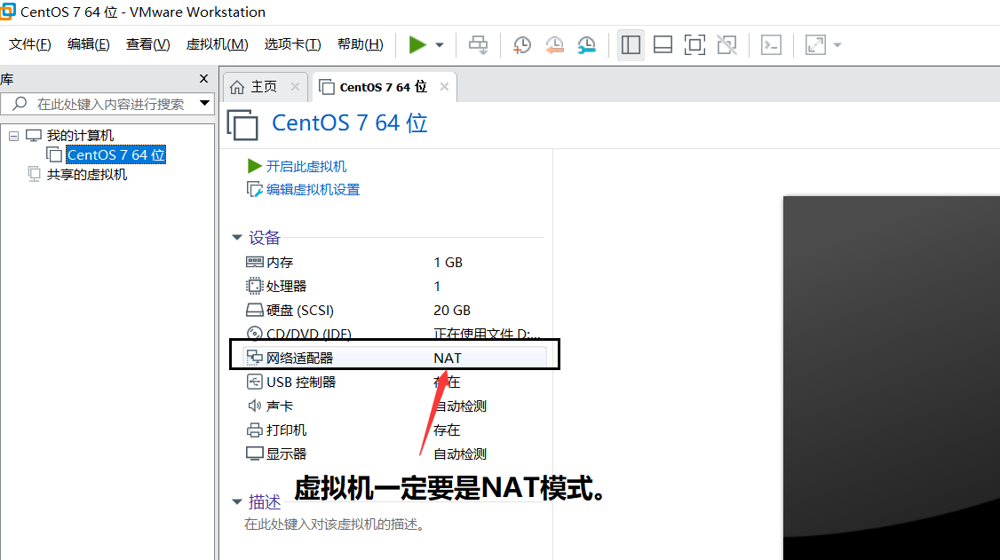 CentOS 7 64 位 - VMware Workstation
文件(F) 编辑(E) 查看(V) 虚拟机(M) 选项卡(T) 帮助(H)
库
在此处键入内容进行搜索
我的计算机
CentOS 7 64 位
共享的虚拟机
主页
CentOS 7 64 位
CentOS 7 64 位
开启此虚拟机
编辑虚拟机设置
设备
内存 1 GB
处理器 1
硬盘 (SCSI) 20 GB
CD/DVD (IDE) 正在使用文件 D:...
网络适配器 NAT
USB 控制器 存在
声卡 自动检测
打印机 存在
显示器 自动检测
虚拟机一定要是NAT模式。
描述
在此处键入对该虚拟机的描述。